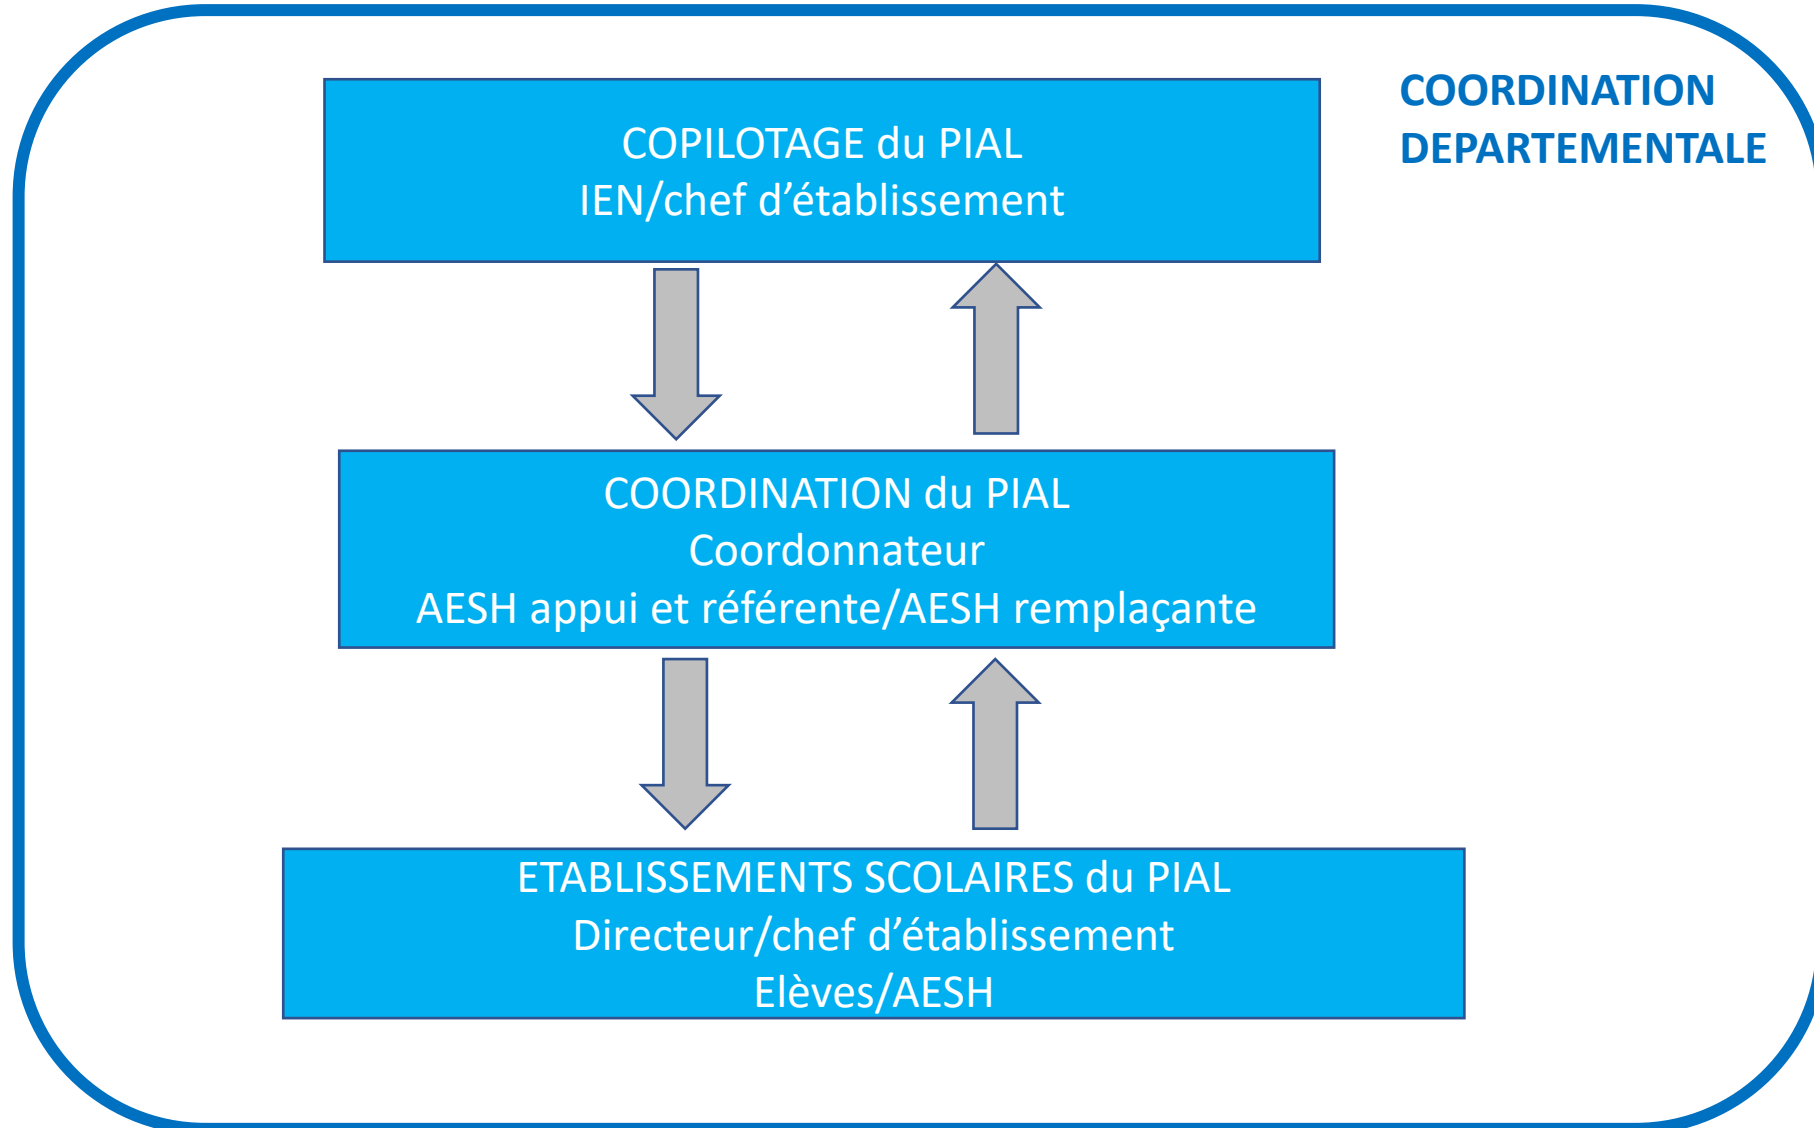 COORDINATION
DEPARTEMENTALE
COPILOTAGE du PIAL
IEN/chef d’établissement
COORDINATION du PIAL
Coordonnateur
AESH appui et référente/AESH remplaçante
ETABLISSEMENTS SCOLAIRES du PIAL
Directeur/chef d’établissement
Elèves/AESH